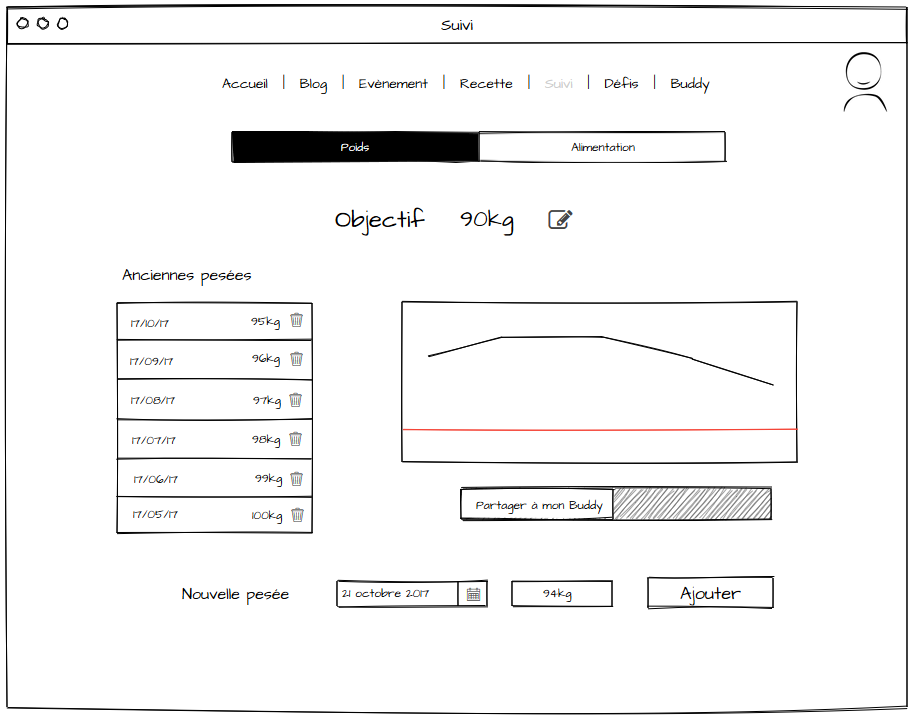 Suivi
Accueil | Blog | Evénement | Recette | Suivi | Défis | Buddy
Poids Alimentation
Objectif 90kg
Anciennes pesées
17/10/17 95kg
17/09/17 96kg
17/08/17 97kg
17/07/17 98kg
17/06/17 99kg
17/05/17 100kg
Partager à mon Buddy
Nouvelle pesée 21 octobre 2017 94kg Ajouter